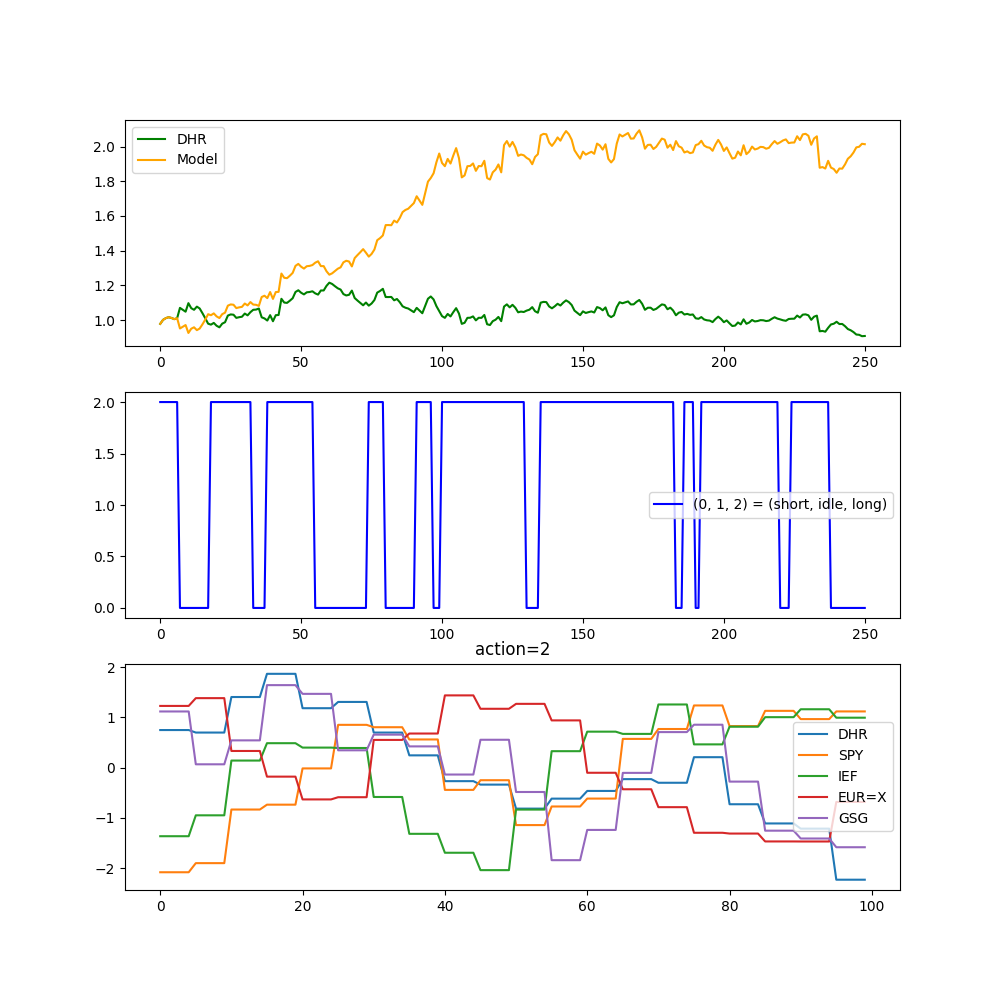 DHR
Model
2.0
1.8
1.6
1.4
1.2
1.0
0 50 100 150 200 250
2.0
1.5
1.0
0.5
0.0
(0, 1, 2) = (short, idle, long)
0 50 100 150 200 250
action=2
2
1
0
−1
−2
DHR
SPY
IEF
EUR=X
GSG
0 20 40 60 80 100